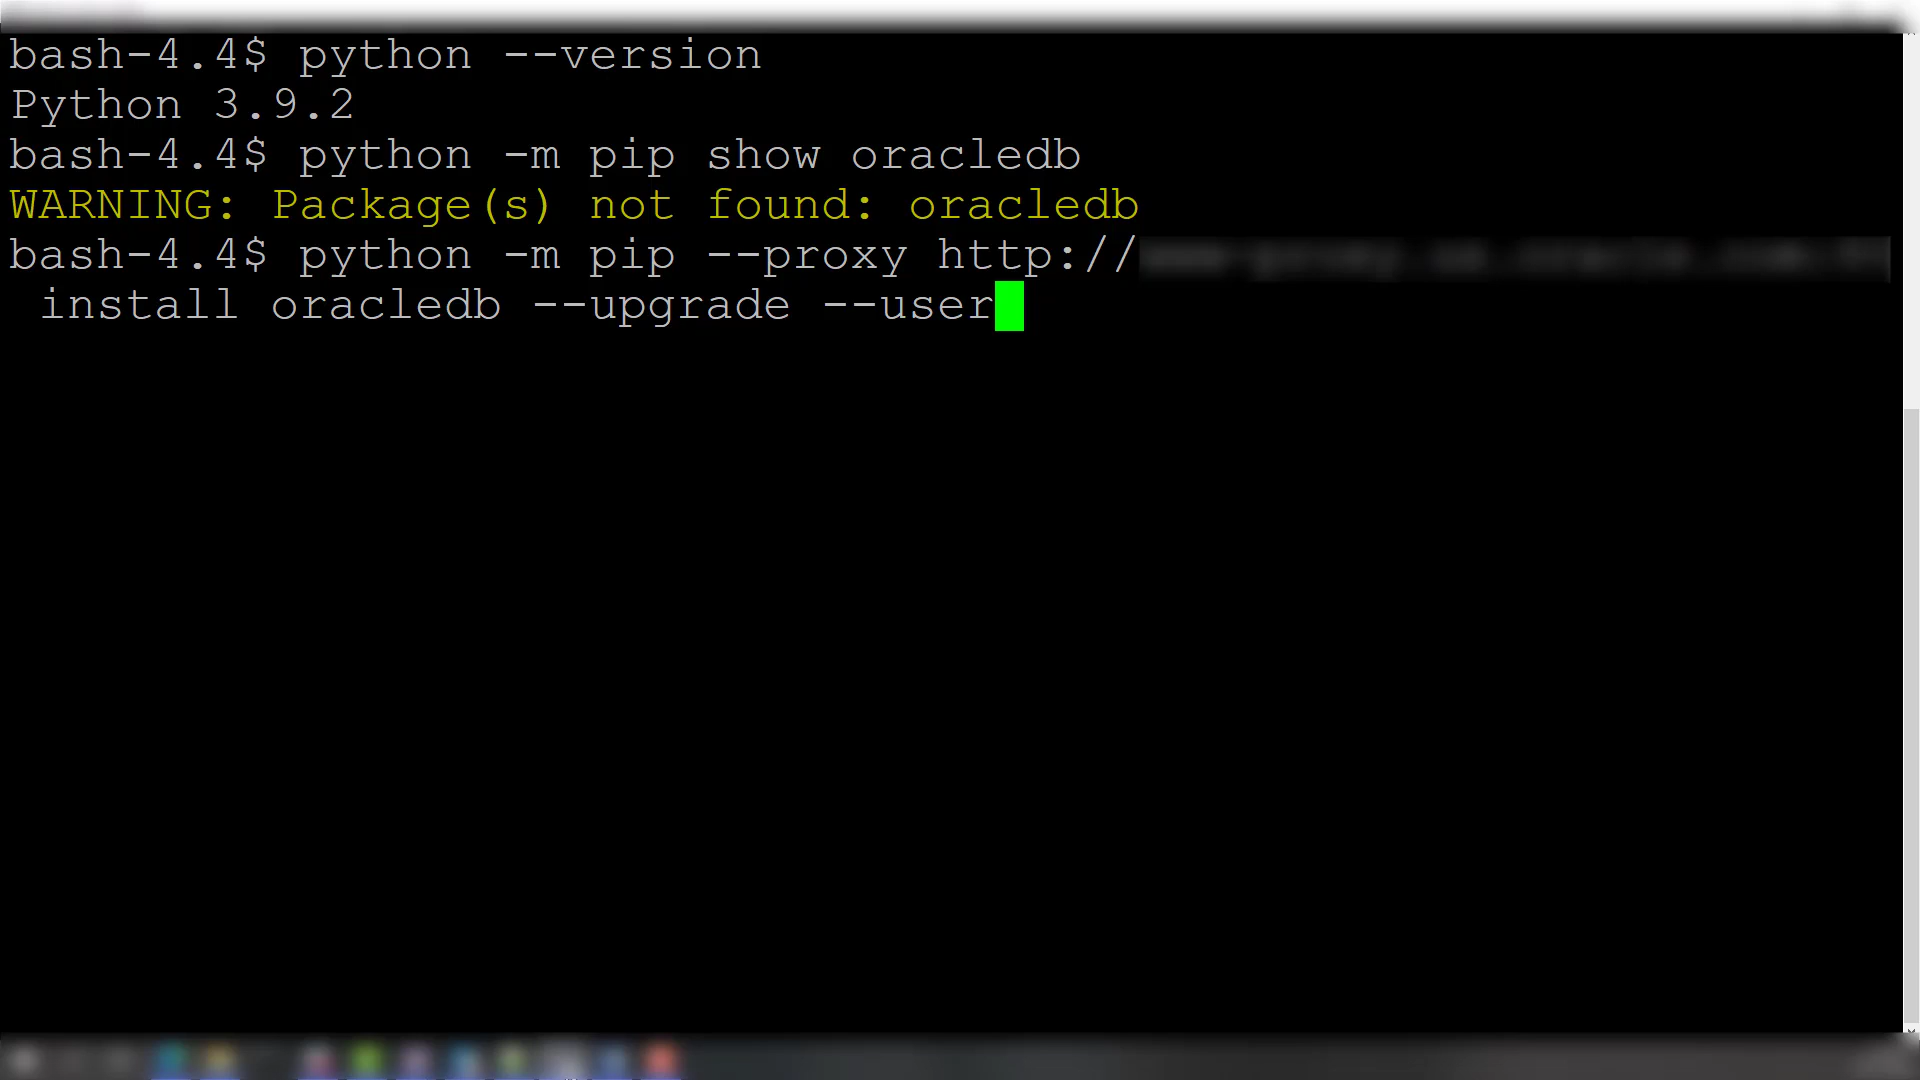 bash-4.4$ python --version
Python 3.9.2
bash-4.4$ python -m pip show oracledb
WARNING: Package(s) not found: oracledb
bash-4.4$ python -m pip --proxy http://
install oracledb --upgrade --user